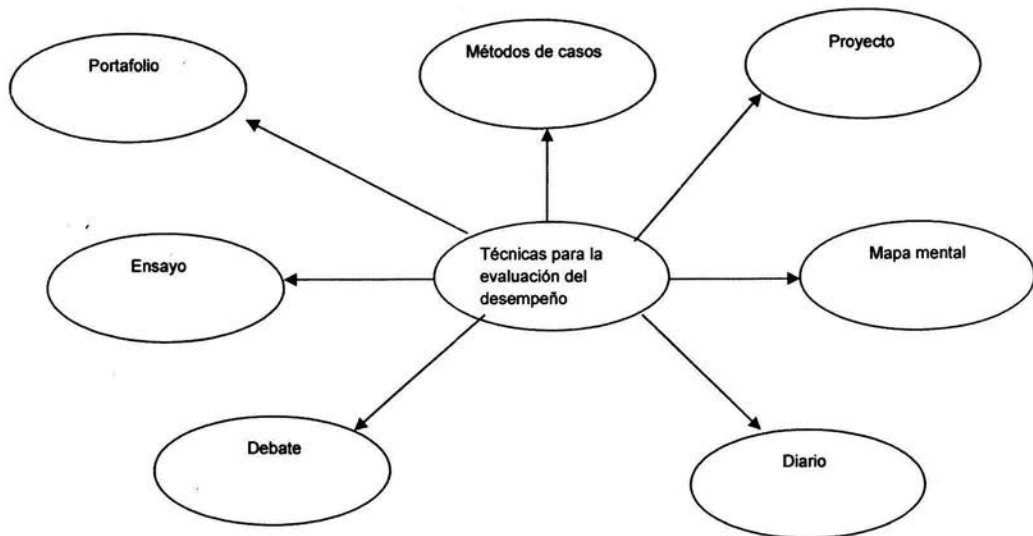 Portafolio
Métodos de casos
Proyecto
Ensayo
Técnicas para la
evaluación del
desempeño
Mapa mental
Debate
Diario